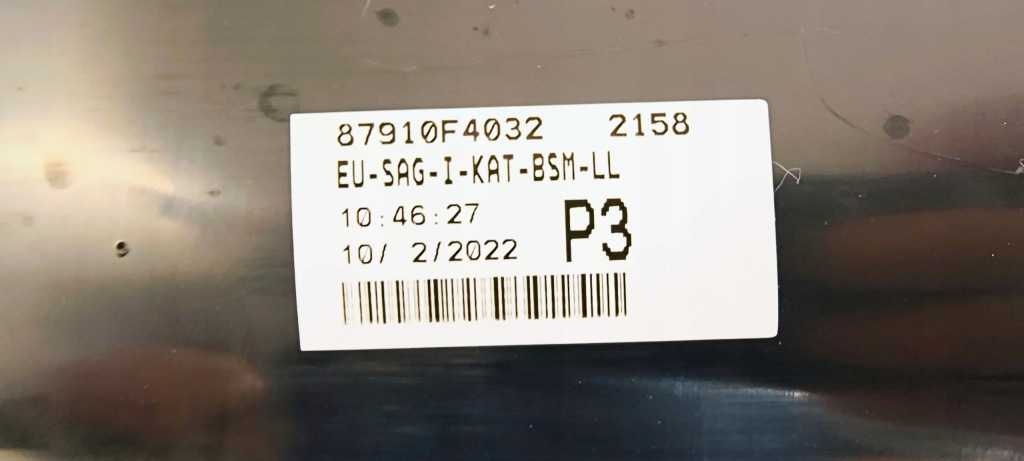 87910F4032 2158
EU-SAG-I-KAT-BSM-LL
10:46:27
10/ 2/2022 P3